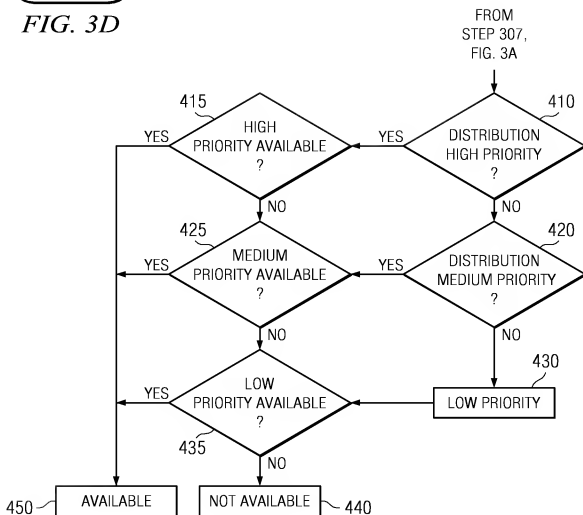 FIG. 3D
FROM
STEP 307,
FIG. 3A
415
410
HIGH
PRIORITY AVAILABLE
?
YES
YES
DISTRIBUTION
HIGH PRIORITY
?
NO
NO
425
420
MEDIUM
PRIORITY AVAILABLE
?
YES
YES
DISTRIBUTION
MEDIUM PRIORITY
?
NO
NO
LOW
PRIORITY AVAILABLE
?
YES
430
LOW PRIORITY
435
NO
450
AVAILABLE
NOT AVAILABLE
440